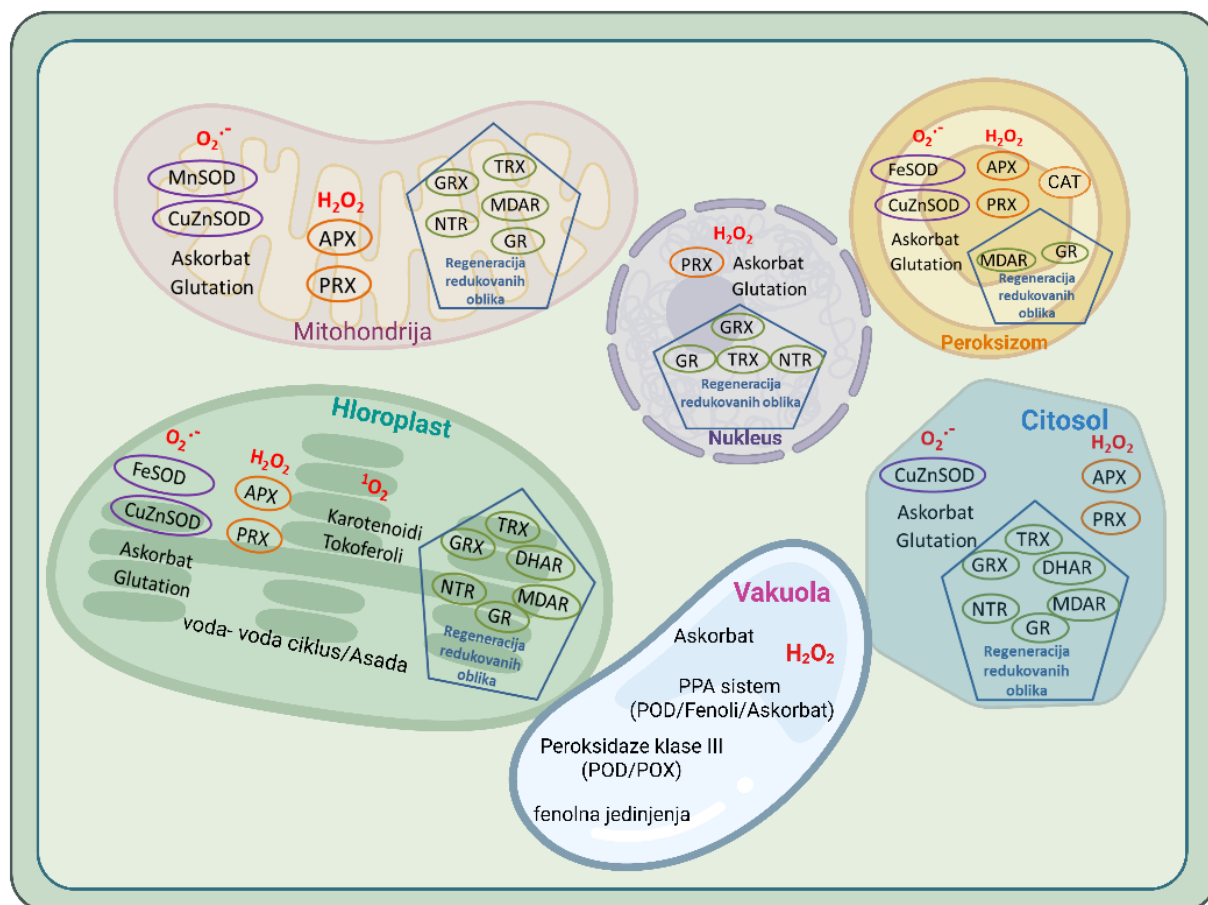 O₂·⁻
MnSOD
CuZnSOD
Askorbat
Glutation
H₂O₂
APX
PRX
TRX
GRX
MDAR
NTR
GR
Regeneracija
redukovanih
oblika
Mitohondrija
H₂O₂
PRX
Askorbat
Glutation
GRX
GR
TRX
NTR
Regeneracija
redukovanih oblika
Nukleus
O₂·⁻
H₂O₂
FeSOD
APX
CAT
CuZnSOD
PRX
Askorbat
Glutation
MDAR
GR
Regeneracija
redukovanih
oblika
Peroksizom
Hloroplast
O₂·⁻
FeSOD
CuZnSOD
Askorbat
Glutation
H₂O₂
APX
PRX
¹O₂
Karotenoidi
Tokoferoli
TRX
GRX
DHAR
NTR
MDAR
GR
Regeneracija
redukovanih
oblika
voda- voda ciklus/Asada
Vakuola
Askorbat
H₂O₂
PPA sistem
(POD/Fenoli/Askorbat)
Peroksidaze klase III
(POD/POX)
fenolna jedinjenja
Citosol
O₂·⁻
CuZnSOD
Askorbat
Glutation
H₂O₂
APX
PRX
TRX
GRX
DHAR
NTR
MDAR
GR
Regeneracija
redukovanih
oblika